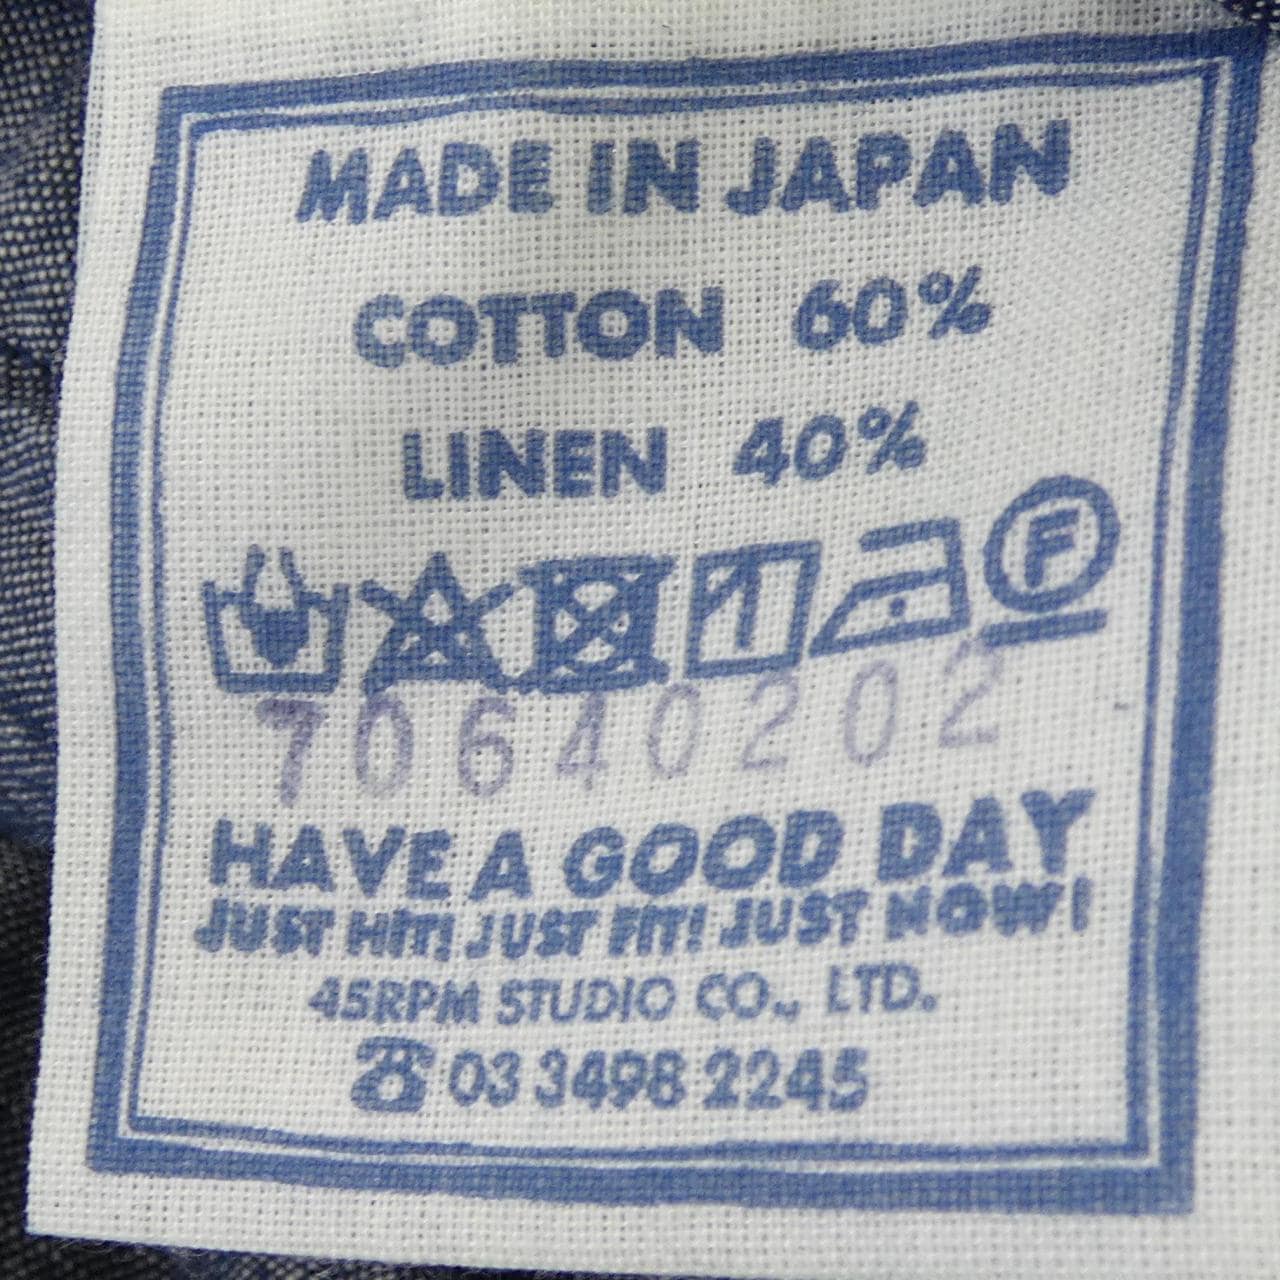 MADE IN JAPAN
COTTON 60%
LINEN 40%
F
70640202
HAVE A GOOD DAY
JUST HIT! JUST FIT! JUST NOW!
45RPM STUDIO CO., LTD.
☎ 03 3498 2245